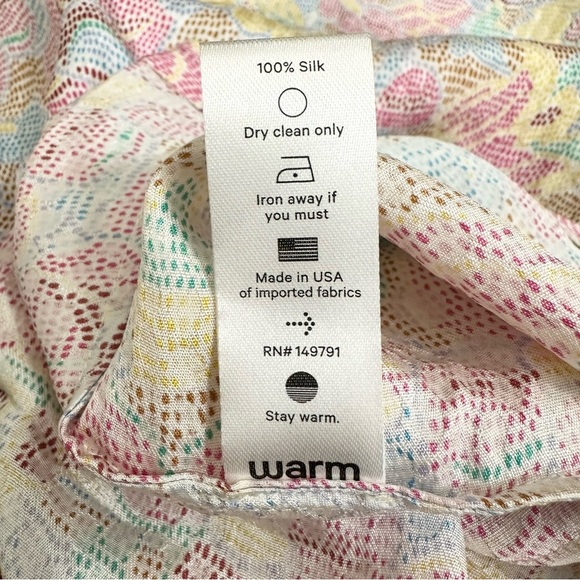 100% Silk
Dry clean only
Iron away if
you must
Made in USA
of imported fabrics
RN# 149791
Stay warm.
warm